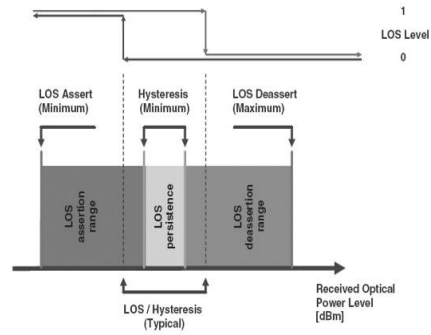 1
LOS Level
0
LOS Assert
(Minimum)
Hysteresis
(Minimum)
LOS Deassert
(Maximum)
LOS
assertion
range
LOS
persistence
LOS
deassertion
range
Received Optical
Power Level
[dBm]
LOS / Hysteresis
(Typical)